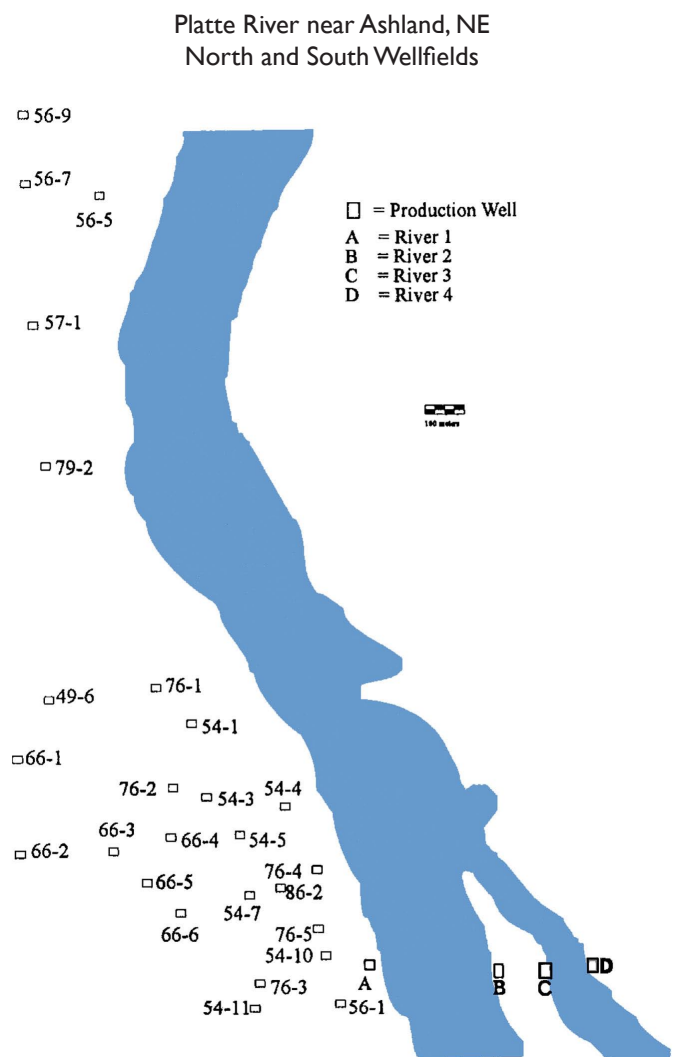 Platte River near Ashland, NE
North and South Wellfields
56-9
56-7
56-5
= Production Well
A = River 1
B = River 2
C = River 3
D = River 4
57-1
100 meters
79-2
76-1
49-6
54-1
66-1
76-2
54-3
54-4
66-3
66-4
54-5
66-2
76-4
66-5
86-2
54-7
66-6
76-5
54-10
A
B
C
D
76-3
54-11
56-1